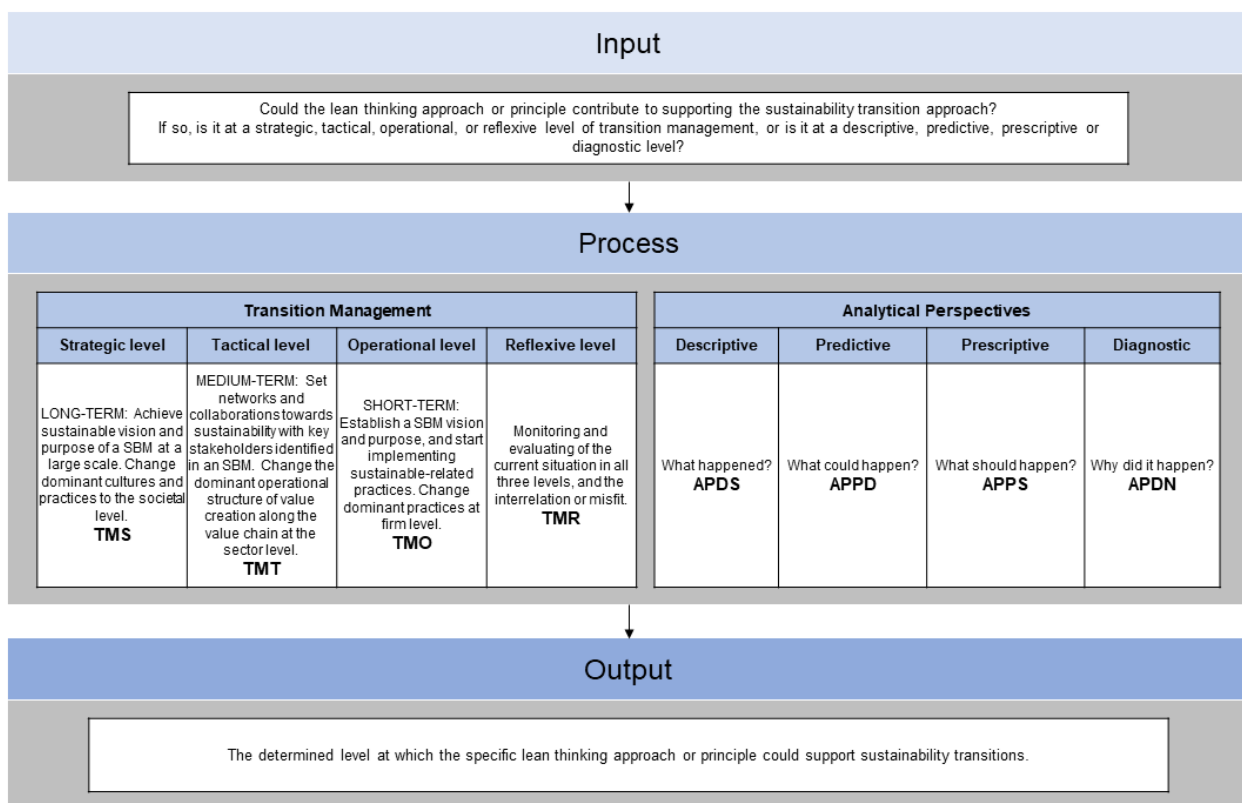 Input
Could the lean thinking approach or principle contribute to supporting the sustainability transition approach?
If so, is it at a strategic, tactical, operational, or reflexive level of transition management, or is it at a descriptive, predictive, prescriptive or
diagnostic level?
Process
Transition Management
Strategic level
Tactical level
Operational level
Reflexive level
LONG-TERM: Achieve
sustainable vision and
purpose of a SBM at a
large scale. Change
dominant cultures and
practices to the societal
level.
TMS
MEDIUM-TERM: Set
networks and
collaborations towards
sustainability with key
stakeholders identified
in an SBM. Change the
dominant operational
structure of value
creation along the
value chain at the
sector level.
TMT
SHORT-TERM:
Establish a SBM vision
and purpose, and start
implementing
sustainable-related
practices. Change
dominant practices at
firm level.
TMO
Monitoring and
evaluating of the
current situation in all
three levels, and the
interrelation or misfit.
TMR
Analytical Perspectives
Descriptive
Predictive
Prescriptive
Diagnostic
What happened?
APDS
What could happen?
APPD
What should happen?
APPS
Why did it happen?
APDN
Output
The determined level at which the specific lean thinking approach or principle could support sustainability transitions.